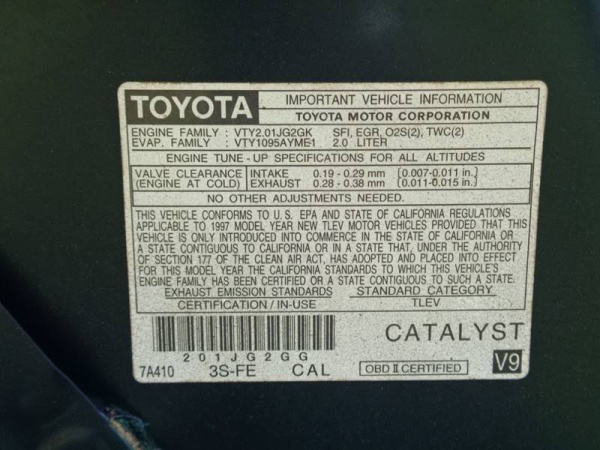 TOYOTA IMPORTANT VEHICLE INFORMATION
TOYOTA MOTOR CORPORATION
ENGINE FAMILY : VTY2.01JG2GK SFI, EGR, O2S(2), TWC(2)
EVAP. FAMILY : VTY1095AYME1 2.0 LITER
ENGINE TUNE - UP SPECIFICATIONS FOR ALL ALTITUDES
VALVE CLEARANCE INTAKE 0.19 - 0.29 mm (0.007-0.011 in.)
(ENGINE AT COLD) EXHAUST 0.28 - 0.38 mm (0.011-0.015 in.)
NO OTHER ADJUSTMENTS NEEDED.
THIS VEHICLE CONFORMS TO U.S. EPA AND STATE OF CALIFORNIA REGULATIONS
APPLICABLE TO 1997 MODEL YEAR NEW TLEV MOTOR VEHICLES PROVIDED THAT THIS
VEHICLE IS ONLY INTRODUCED INTO COMMERCE IN THE STATE OF CALIFORNIA OR A
STATE CONTIGUOUS TO CALIFORNIA OR IN A STATE THAT, UNDER THE AUTHORITY
OF SECTION 177 OF THE CLEAN AIR ACT, HAS ADOPTED AND PLACED INTO EFFECT
FOR THIS MODEL YEAR THE CALIFORNIA STANDARDS TO WHICH THIS VEHICLE'S
ENGINE FAMILY HAS BEEN CERTIFIED OR A STATE CONTIGUOUS TO SUCH A STATE.
EXHAUST EMISSION STANDARDS STANDARD CATEGORY
CERTIFICATION / IN-USE TLEV
CATALYST
201JG2GG
7A410 3S-FE CAL OBD II CERTIFIED V9